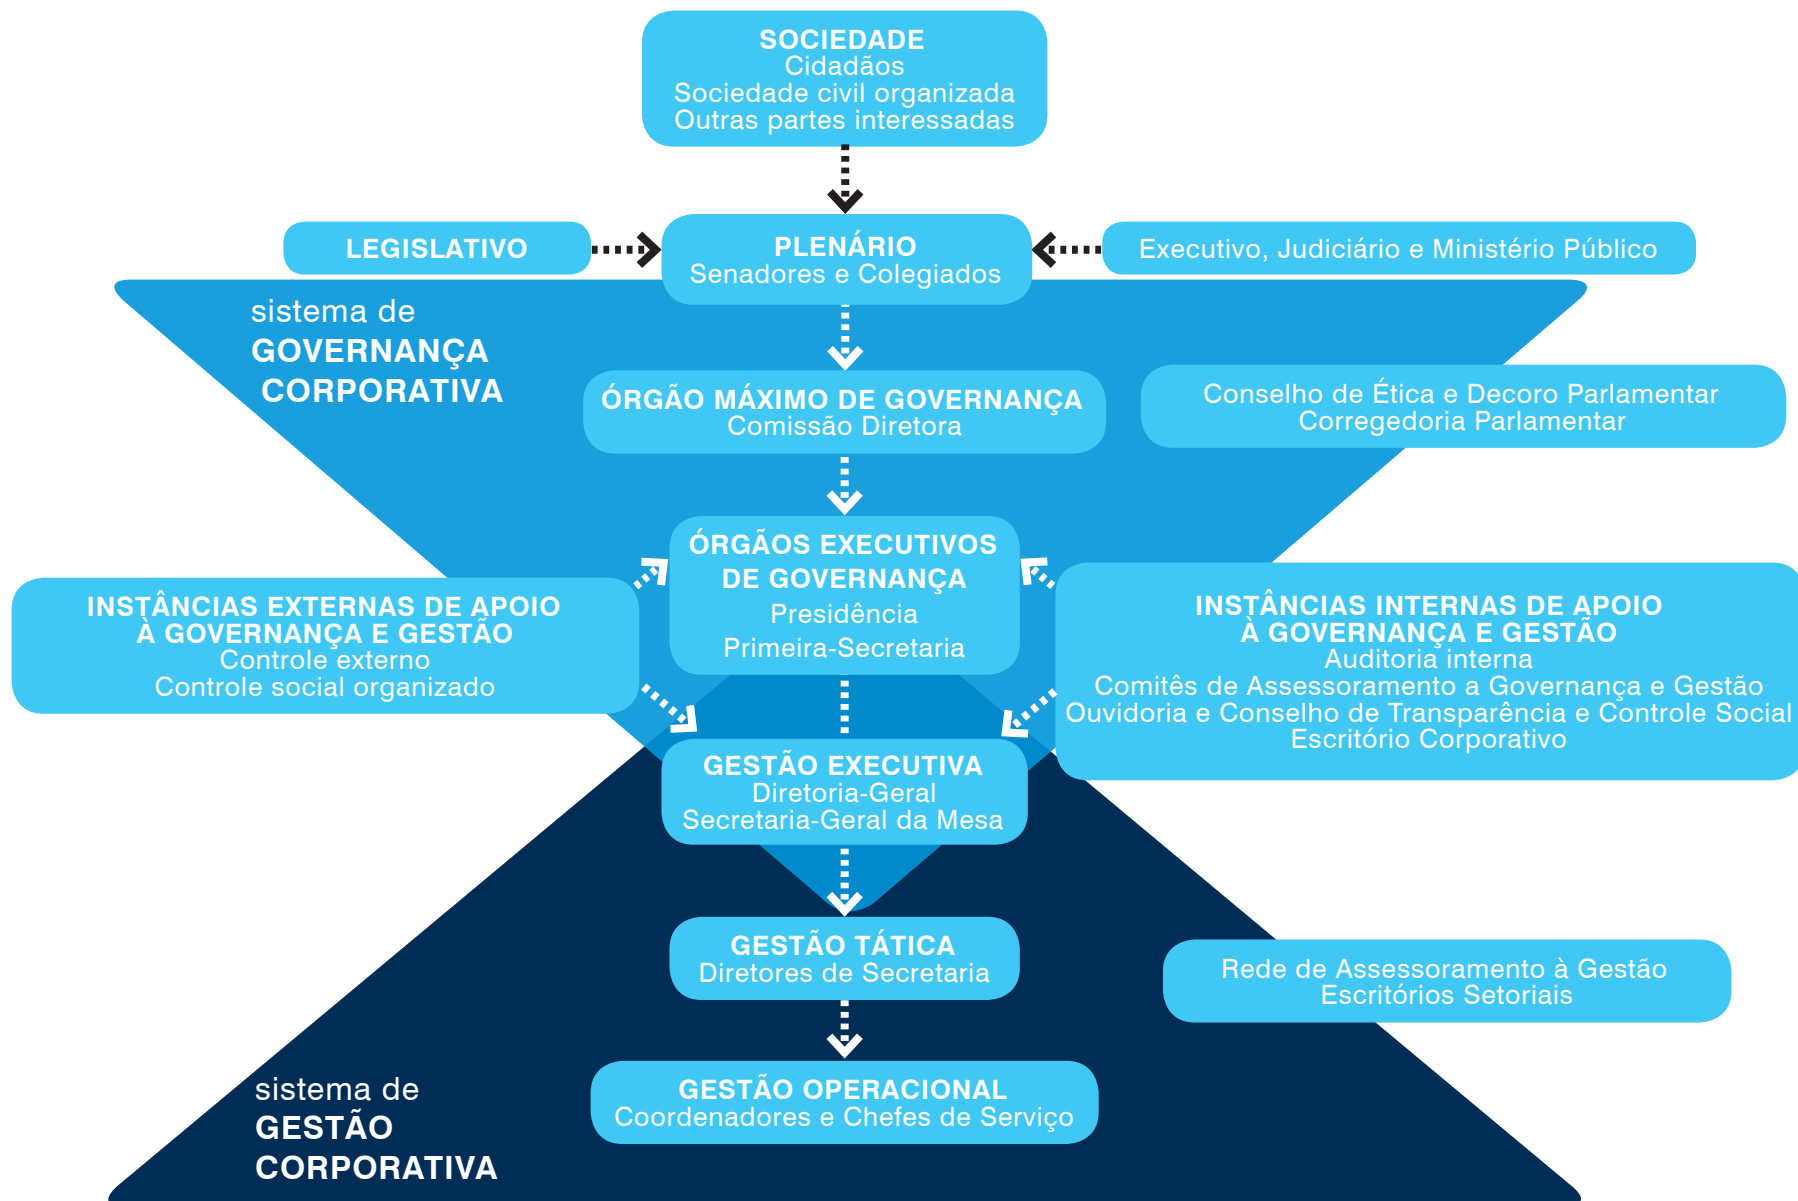 SOCIEDADE
Cidadãos
Sociedade civil organizada
Outras partes interessadas
LEGISLATIVO
PLENÁRIO
Senadores e Colegiados
Executivo, Judiciário e Ministério Público
sistema de
GOVERNANÇA
CORPORATIVA
ÓRGÃO MÁXIMO DE GOVERNANÇA
Comissão Diretora
Conselho de Ética e Decoro Parlamentar
Corregedoria Parlamentar
ÓRGÃOS EXECUTIVOS
DE GOVERNANÇA
Presidência
Primeira-Secretaria
INSTÂNCIAS EXTERNAS DE APOIO
À GOVERNANÇA E GESTÃO
Controle externo
Controle social organizado
INSTÂNCIAS INTERNAS DE APOIO
À GOVERNANÇA E GESTÃO
Auditoria interna
Comitês de Assessoramento a Governança e Gestão
Ouvidoria e Conselho de Transparência e Controle Social
Escritório Corporativo
GESTÃO EXECUTIVA
Diretoria-Geral
Secretaria-Geral da Mesa
GESTÃO TÁTICA
Diretores de Secretaria
Rede de Assessoramento à Gestão
Escritórios Setoriais
sistema de
GESTÃO
CORPORATIVA
GESTÃO OPERACIONAL
Coordenadores e Chefes de Serviço